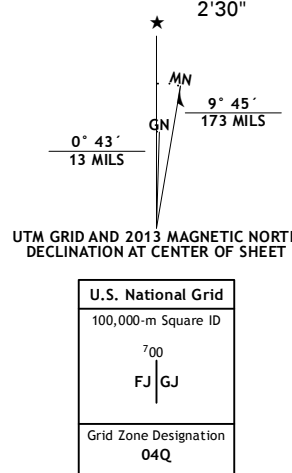 2'30"
★
MN
GN
9° 45´
173 MILS
0° 43´
13 MILS
UTM GRID AND 2013 MAGNETIC NORT
DECLINATION AT CENTER OF SHEET
U.S. National Grid
100,000-m Square ID
⁷00
FJ GJ
Grid Zone Designation
04Q